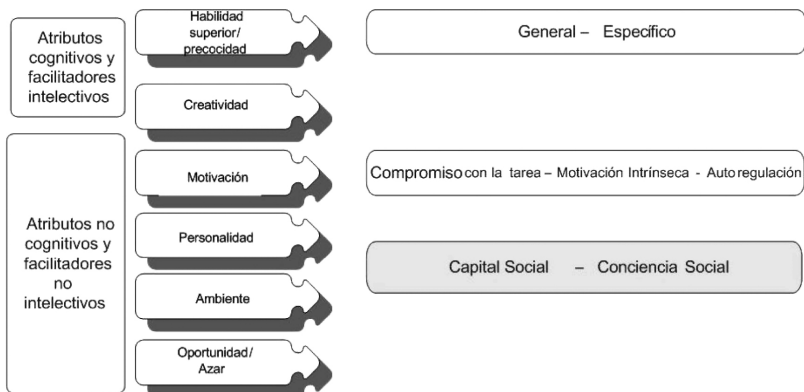 Atributos
cognitivos y
facilitadores
intelectivos
Habilidad
superior/
precocidad
General – Específico
Creatividad
Atributos no
cognitivos y
facilitadores
no
intelectivos
Motivación
Compromiso con la tarea – Motivación Intrínseca - Auto regulación
Personalidad
Capital Social – Conciencia Social
Ambiente
Oportunidad/
Azar